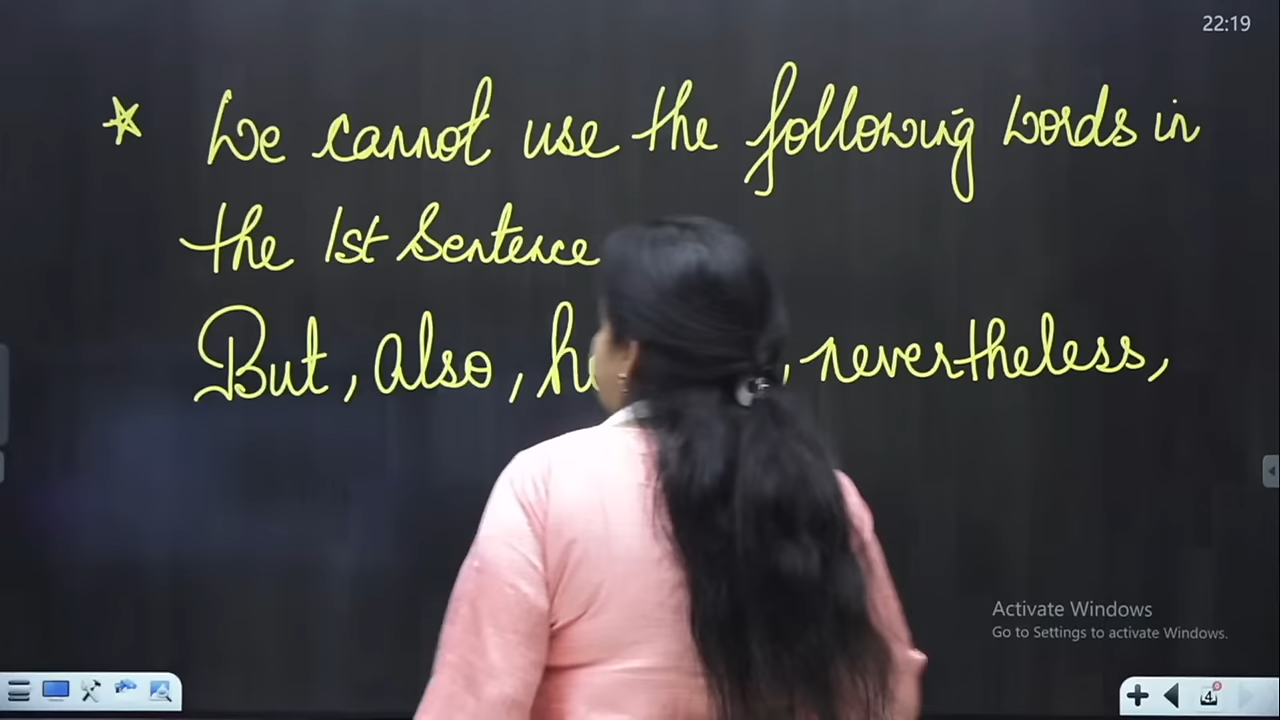 22:19
We cannot use the following words in
the 1st Sentence
But, also, , nevertheless,
Activate Windows
Go to Settings to activate Windows.
4